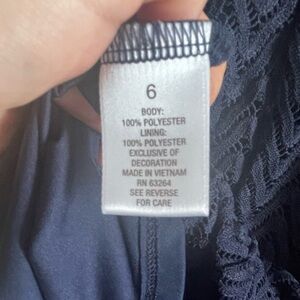 6
BODY:
100% POLYESTER
LINING:
100% POLYESTER
EXCLUSIVE OF
DECORATION
MADE IN VIETNAM
RN 63264
SEE REVERSE
FOR CARE